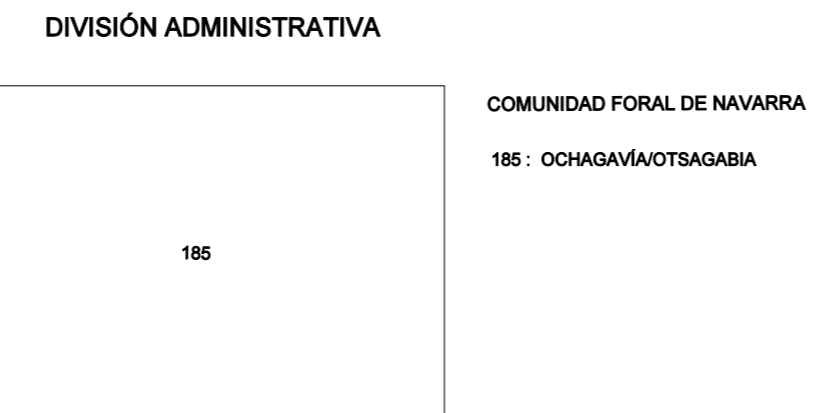 DIVISIÓN ADMINISTRATIVA
COMUNIDAD FORAL DE NAVARRA
185 : OCHAGAVÍA/OTSAGABIA
185